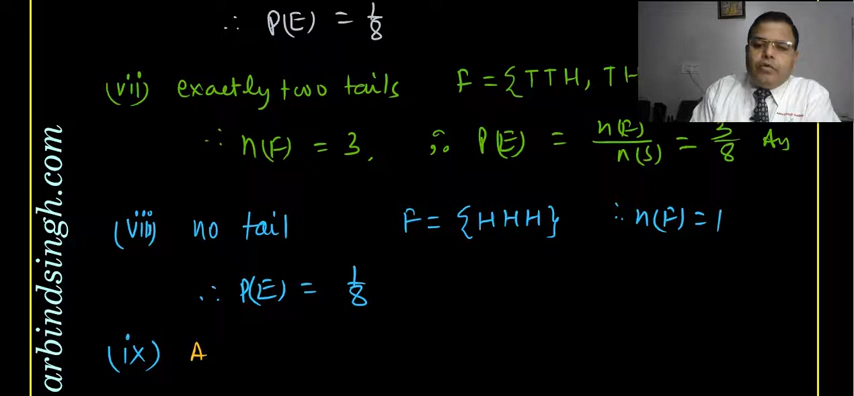 ∴ P(E) = 1/8
(vii) exactly two tails F = {TTH, TH
∴ n(F) = 3, ∴ P(E) = n(F)/n(S) = 3/8 Ans
(viii) no tail F = {HHH} ∴ n(F) = 1
∴ P(E) = 1/8
(ix) A
arbindsingh.com